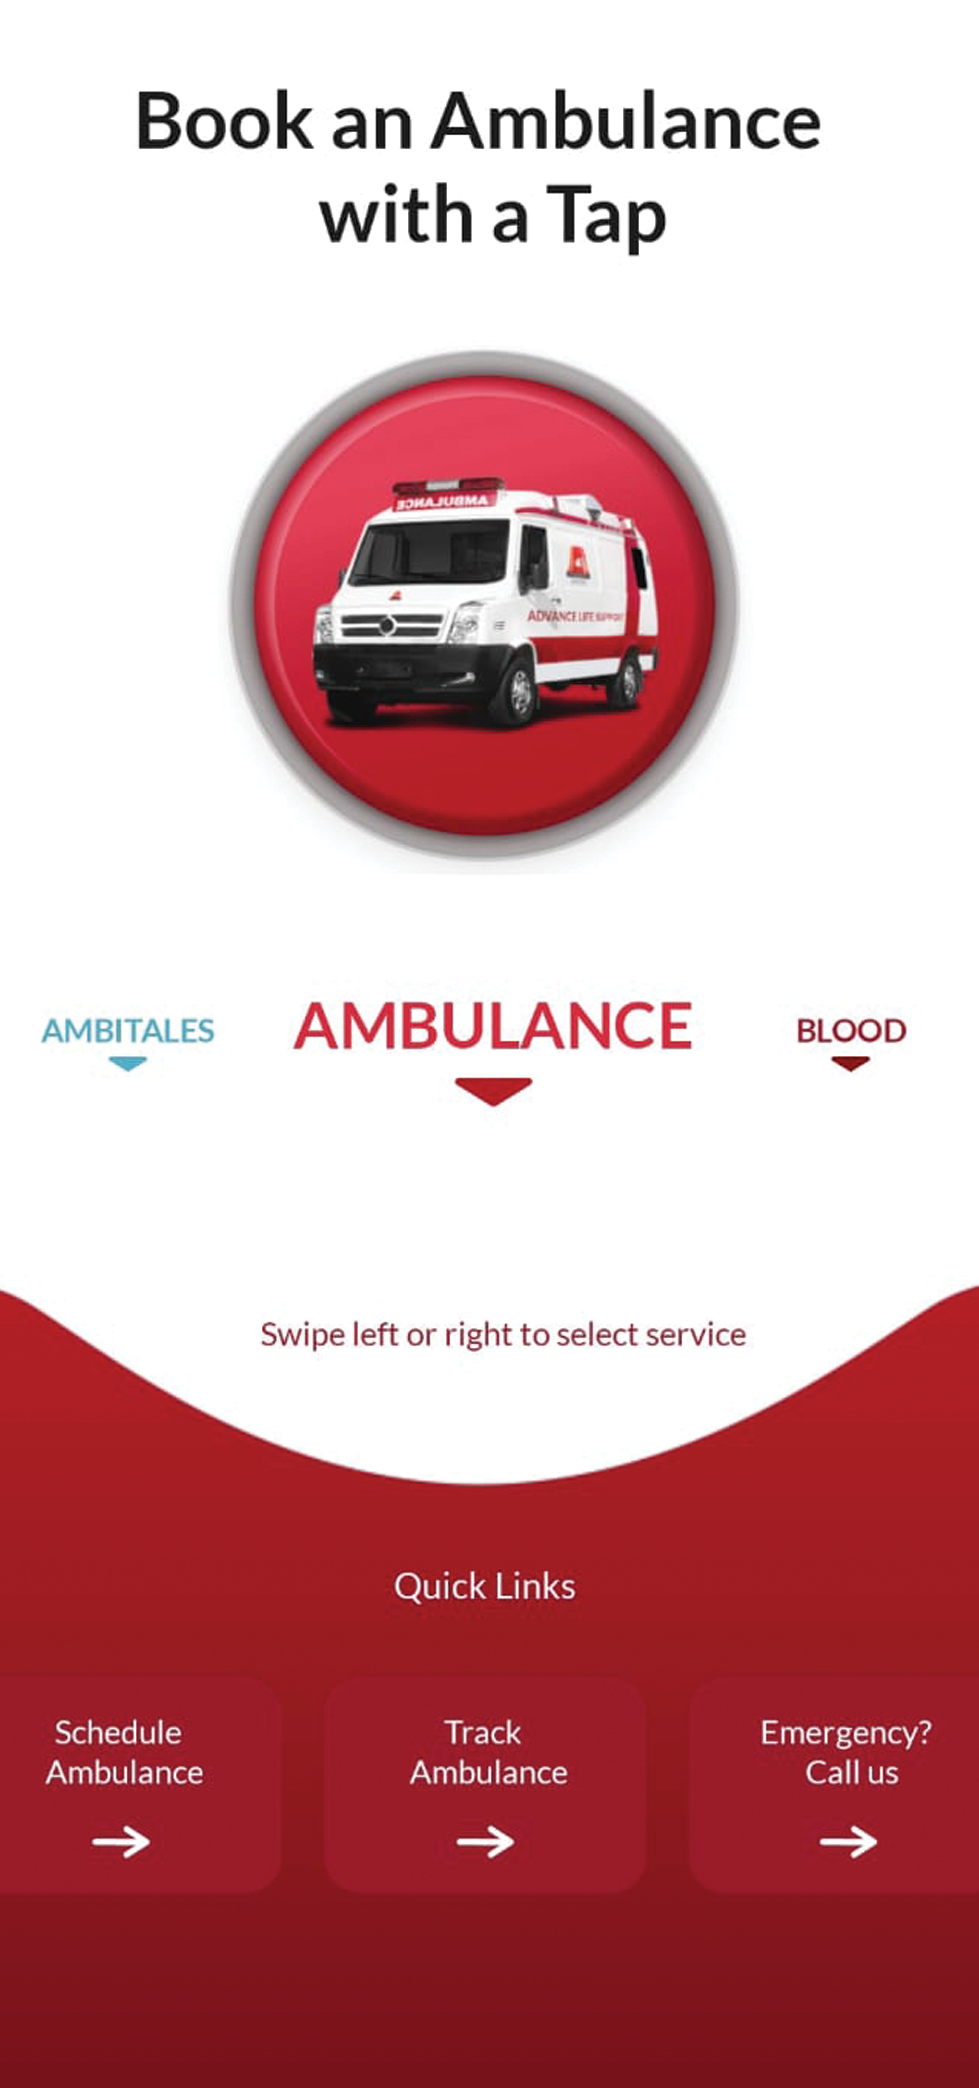 Book an Ambulance
with a Tap
AMBULANCE
ADVANCE LIFE SUPPORT
AMBITALES
AMBULANCE
BLOOD
Swipe left or right to select service
Quick Links
Schedule
Ambulance
Track
Ambulance
Emergency?
Call us